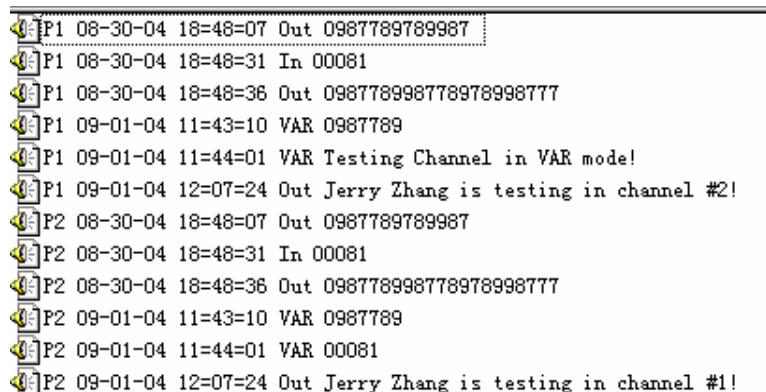 P1 08-30-04 18=48=07 Out 0987789789987
P1 08-30-04 18=48=31 In 00081
P1 08-30-04 18=48=36 Out 098778998778978998777
P1 09-01-04 11=43=10 VAR 0987789
P1 09-01-04 11=44=01 VAR Testing Channel in VAR mode!
P1 09-01-04 12=07=24 Out Jerry Zhang is testing in channel #2!
P2 08-30-04 18=48=07 Out 0987789789987
P2 08-30-04 18=48=31 In 00081
P2 08-30-04 18=48=36 Out 098778998778978998777
P2 09-01-04 11=43=10 VAR 0987789
P2 09-01-04 11=44=01 VAR 00081
P2 09-01-04 12=07=24 Out Jerry Zhang is testing in channel #1!